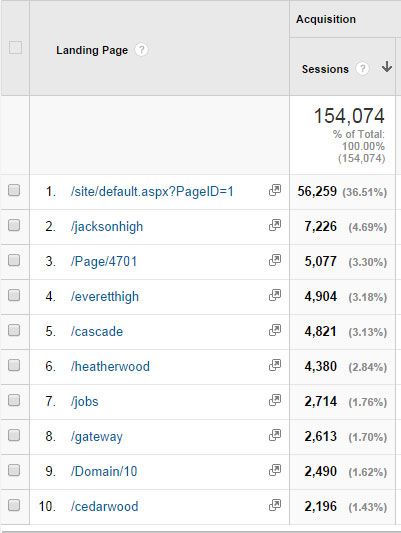 Acquisition
Landing Page ?
Sessions ?
154,074
% of Total:
100.00%
(154,074)
1. /site/default.aspx?PageID=1 56,259 (36.51%)
2. /jacksonhigh 7,226 (4.69%)
3. /Page/4701 5,077 (3.30%)
4. /everetthigh 4,904 (3.18%)
5. /cascade 4,821 (3.13%)
6. /heatherwood 4,380 (2.84%)
7. /jobs 2,714 (1.76%)
8. /gateway 2,613 (1.70%)
9. /Domain/10 2,490 (1.62%)
10. /cedarwood 2,196 (1.43%)